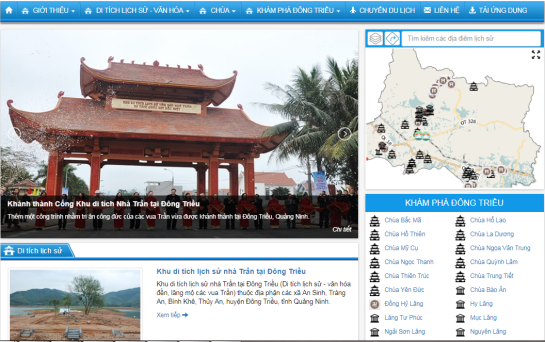 GIỚI THIỆU
DI TÍCH LỊCH SỬ - VĂN HÓA
CHÙA
KHÁM PHÁ ĐÔNG TRIỀU
CHUYẾN DU LỊCH
LIÊN HỆ
TẢI ỨNG DỤNG
Khánh thành Cổng Khu di tích Nhà Trần tại Đông Triều
Thêm một công trình nhằm tri ân công đức của các vua Trần vừa được khánh thành tại Đông Triều, Quảng Ninh.
Chi tiết
Di tích lịch sử
Khu di tích lịch sử nhà Trần tại Đông Triều
Khu di tích lịch sử nhà Trần tại Đông Triều (Di tích lịch sử - văn hóa
đền, lăng mộ các vua Trần) thuộc địa phận các xã An Sinh, Tràng
An, Bình Khê, Thủy An, huyện Đông Triều, tỉnh Quảng Ninh.
Xem tiếp
Tìm kiếm các địa điểm lịch sử
KHÁM PHÁ ĐÔNG TRIỀU
Chùa Bắc Mã
Chùa Hồ Lao
Chùa Hồ Thiên
Chùa La Dương
Chùa Mỹ Cụ
Chùa Ngọa Vân Trung
Chùa Ngọc Thanh
Chùa Quỳnh Lâm
Chùa Thiên Trúc
Chùa Trung Tiết
Chùa Yên Đức
Chùa Bảo Ân
Đồng Hỷ Lăng
Hy Lăng
Lăng Tư Phúc
Mục Lăng
Ngải Sơn Lăng
Nguyên Lăng